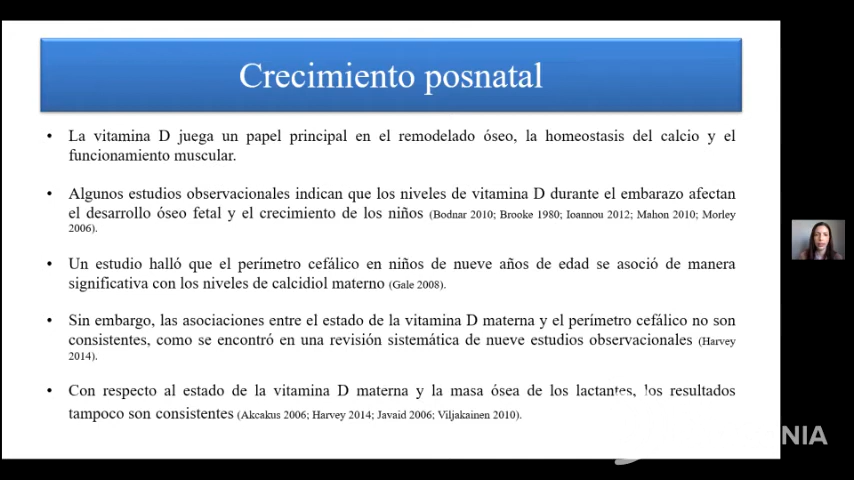 Crecimiento posnatal
• La vitamina D juega un papel principal en el remodelado óseo, la homeostasis del calcio y el
funcionamiento muscular.
• Algunos estudios observacionales indican que los niveles de vitamina D durante el embarazo afectan
el desarrollo óseo fetal y el crecimiento de los niños (Bodnar 2010; Brooke 1980; Ioannou 2012; Mahon 2010; Morley
2006).
• Un estudio halló que el perímetro cefálico en niños de nueve años de edad se asoció de manera
significativa con los niveles de calcidiol materno (Gale 2008).
• Sin embargo, las asociaciones entre el estado de la vitamina D materna y el perímetro cefálico no son
consistentes, como se encontró en una revisión sistemática de nueve estudios observacionales (Harvey
2014).
• Con respecto al estado de la vitamina D materna y la masa ósea de los lactantes, los resultados
tampoco son consistentes (Akcakus 2006; Harvey 2014; Javaid 2006; Viljakainen 2010).
NIA